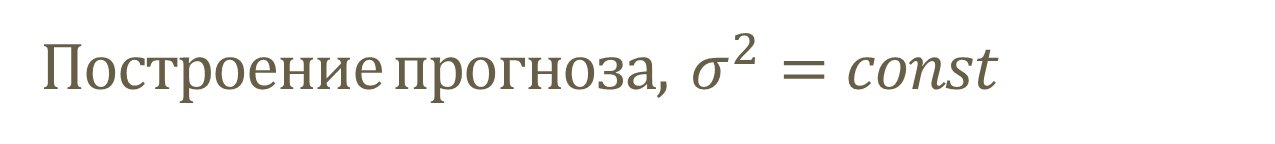 Построение прогноза, σ² = const